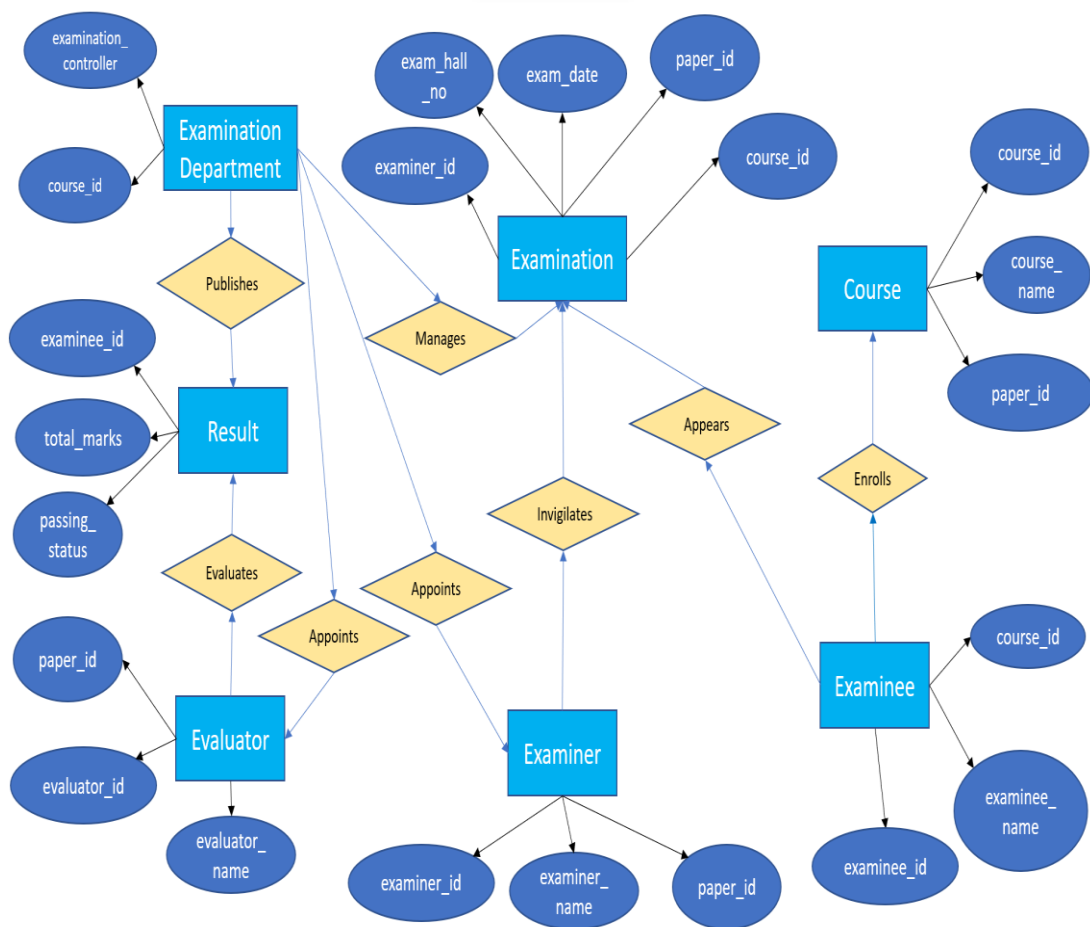 examination_
controller
exam_hall
_no
exam_date
paper_id
Examination
Department
examiner_id
course_id
course_id
course_id
Publishes
Examination
course_
name
Course
examinee_id
Manages
paper_id
total_marks
Result
Appears
Enrolls
passing_
status
Invigilates
Evaluates
Appoints
Appoints
paper_id
course_id
Evaluator
Examiner
Examinee
evaluator_id
evaluator_
name
examiner_id
examiner_
name
paper_id
examinee_id
examinee_
name